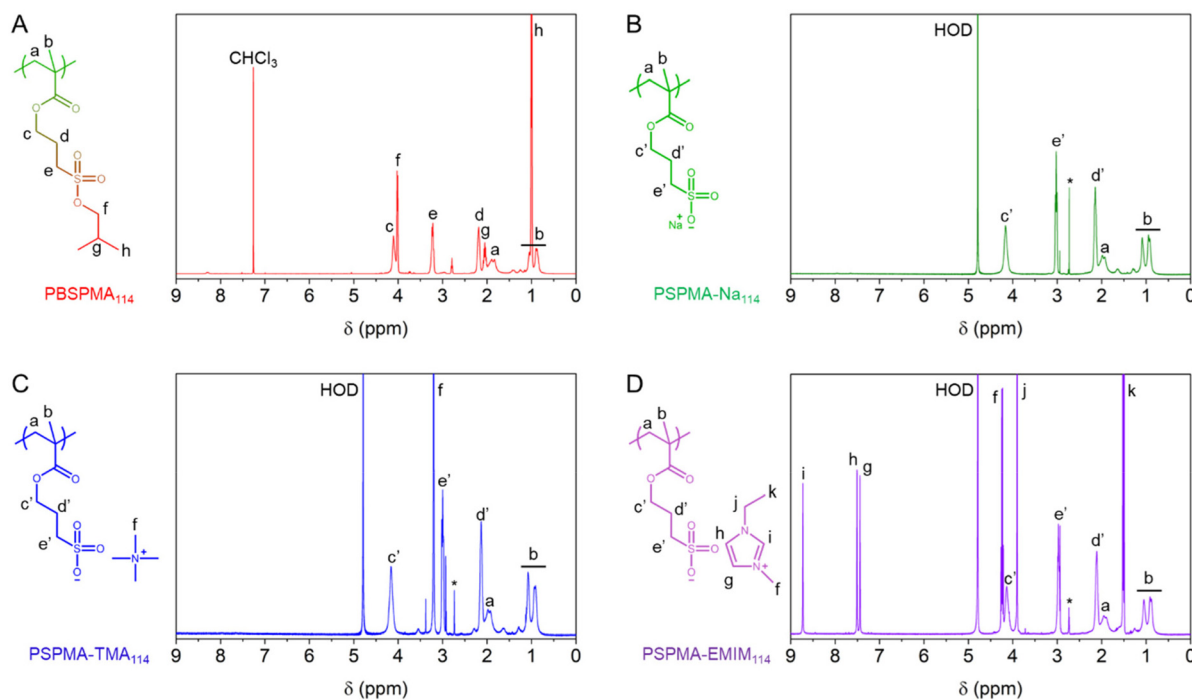 A
a
b
O
O
c
d
e
O
S
O
O
f
g
h
PBSPMA114
CHCl3
h
f
c
e
d
g
a
b
9 8 7 6 5 4 3 2 1 0
δ (ppm)
B
a
b
O
O
c'
d'
e'
O
S
O
Na+
O−
PSPMA-Na114
HOD
c'
e'
*
d'
a
b
9 8 7 6 5 4 3 2 1 0
δ (ppm)
C
a
b
O
O
c'
d'
e'
O
S
O
O−
f
N+
PSPMA-TMA114
HOD
f
c'
e'
*
d'
a
b
9 8 7 6 5 4 3 2 1 0
δ (ppm)
D
a
b
O
O
c'
d'
e'
O
S
O
O−
k
j
N
h
i
g
N+
f
PSPMA-EMIM114
i
h g
HOD
f
j
c'
e'
*
d'
a
k
b
9 8 7 6 5 4 3 2 1 0
δ (ppm)